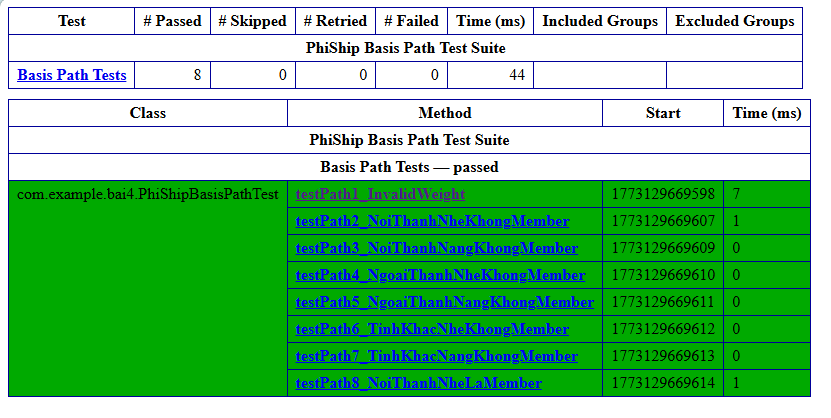 Test # Passed # Skipped # Retried # Failed Time (ms) Included Groups Excluded Groups
PhiShip Basis Path Test Suite
Basis Path Tests 8 0 0 0 44
Class Method Start Time (ms)
PhiShip Basis Path Test Suite
Basis Path Tests — passed
com.example.bai4.PhiShipBasisPathTest testPath1_InvalidWeight 1773129669598 7
testPath2_NoiThanhNheKhongMember 1773129669607 1
testPath3_NoiThanhNangKhongMember 1773129669609 0
testPath4_NgoaiThanhNheKhongMember 1773129669610 0
testPath5_NgoaiThanhNangKhongMember 1773129669611 0
testPath6_TinhKhacNheKhongMember 1773129669612 0
testPath7_TinhKhacNangKhongMember 1773129669613 0
testPath8_NoiThanhNheLaMember 1773129669614 1